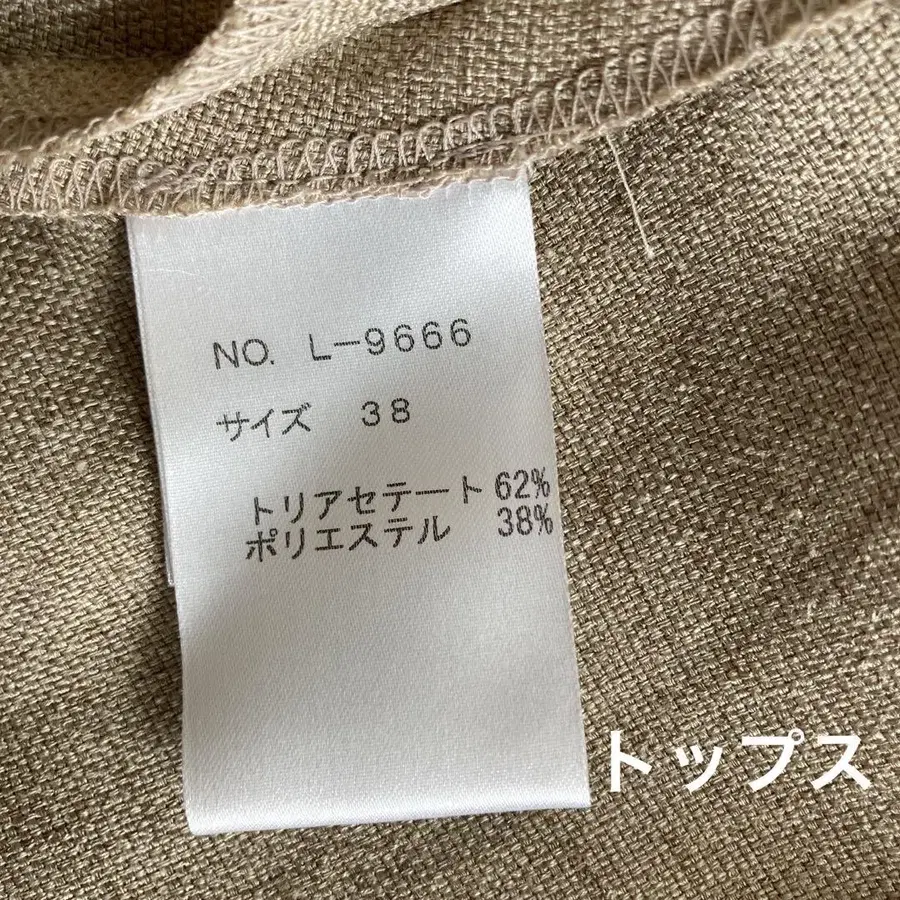 NO. L-9666
サイズ 38
トリアセテート 62%
ポリエステル 38%
トップス